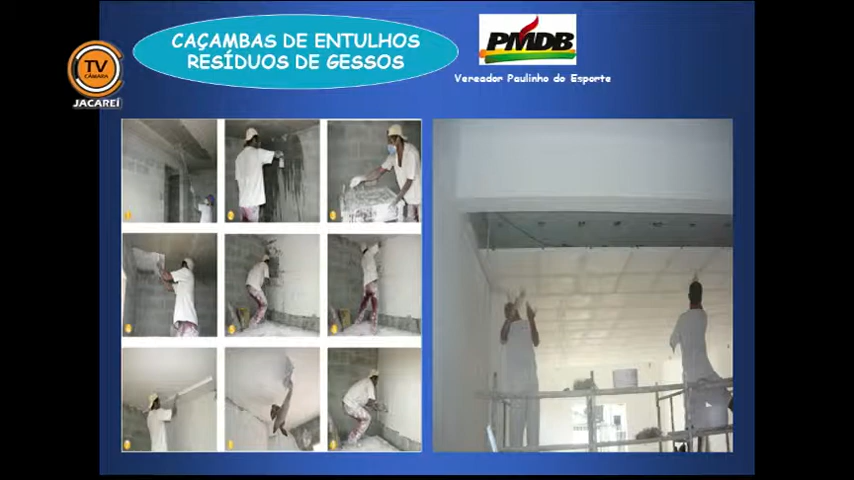 CAÇAMBAS DE ENTULHOS
RESÍDUOS DE GESSOS
PMDB
Vereador Paulinho do Esporte
TV
CÂMARA
JACAREÍ